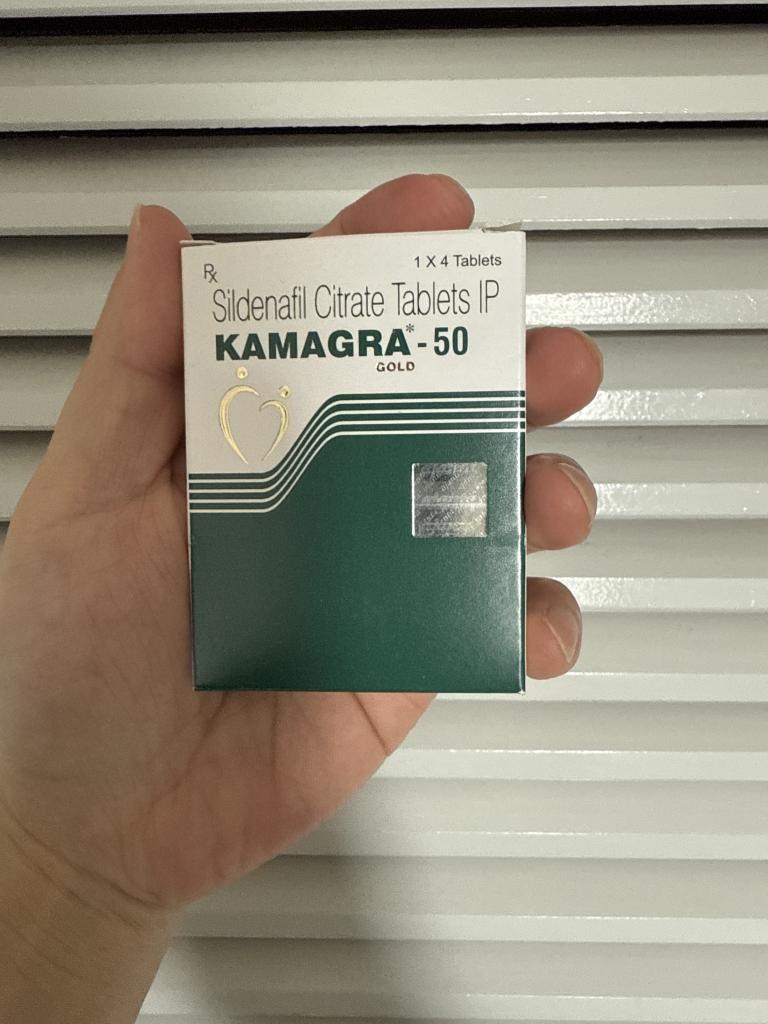 Rx
1 X 4 Tablets
Sildenafil Citrate Tablets IP
KAMAGRA* - 50
GOLD